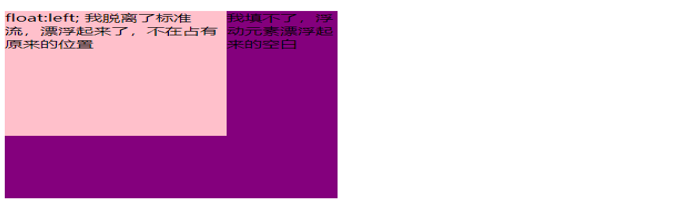 float:left; 我脱离了标准
流，漂浮起来了，不在占有
原来的位置
我填不了，浮
动元素漂浮起
来的空白